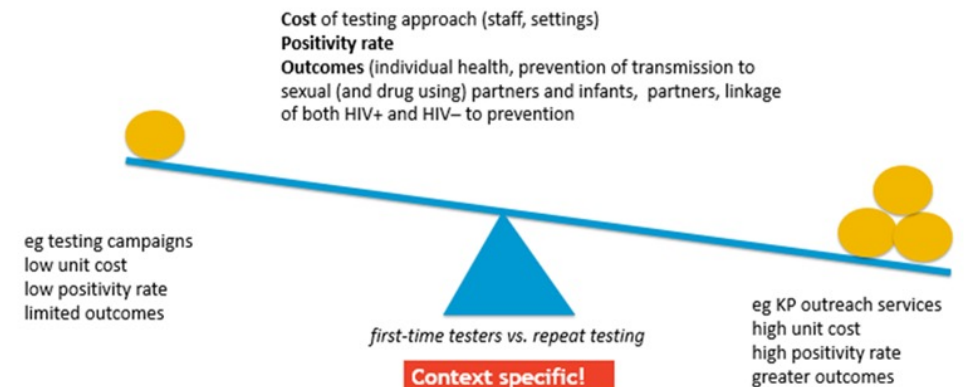 Cost of testing approach (staff, settings)
Positivity rate
Outcomes (individual health, prevention of transmission to
sexual (and drug using) partners and infants, partners, linkage
of both HIV+ and HIV– to prevention
eg testing campaigns
low unit cost
low positivity rate
limited outcomes
eg KP outreach services
high unit cost
high positivity rate
greater outcomes
first-time testers vs. repeat testing
Context specific!